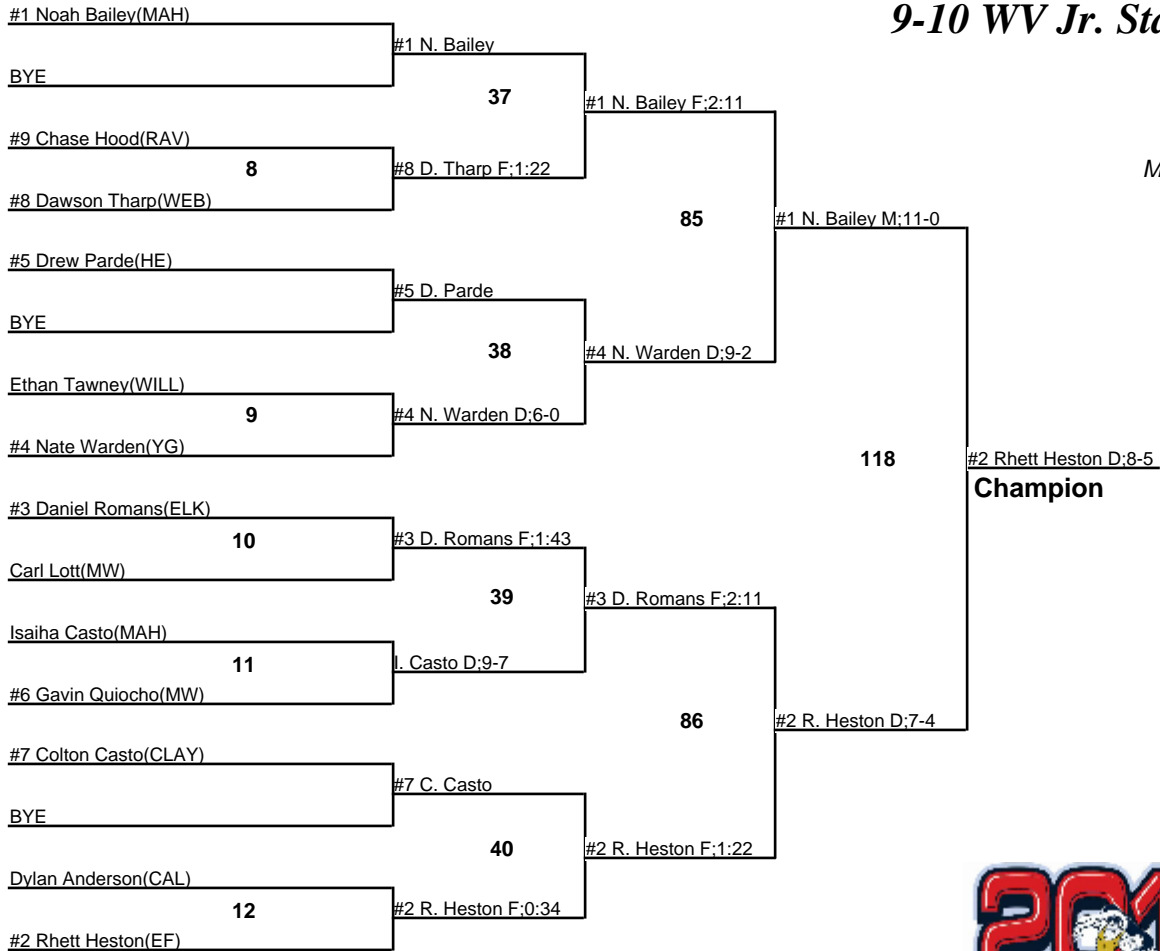 #1 Noah Bailey(MAH)
9-10 WV Jr.
#1 N. Bailey
BYE
37
#1 N. Bailey F;2:11
#9 Chase Hood(RAV)
8
#8 D. Tharp F;1:22
#8 Dawson Tharp(WEB)
85
#1 N. Bailey M;11-0
#5 Drew Parde(HE)
#5 D. Parde
BYE
38
#4 N. Warden D;9-2
Ethan Tawney(WILL)
9
#4 N. Warden D;6-0
#4 Nate Warden(YG)
118
#2 Rhett Heston D;8-5
Champion
#3 Daniel Romans(ELK)
10
#3 D. Romans F;1:43
Carl Lott(MW)
39
#3 D. Romans F;2:11
Isaiha Casto(MAH)
11
I. Casto D;9-7
#6 Gavin Quiocho(MW)
86
#2 R. Heston D;7-4
#7 Colton Casto(CLAY)
#7 C. Casto
BYE
40
#2 R. Heston F;1:22
Dylan Anderson(CAL)
12
#2 R. Heston F;0:34
#2 Rhett Heston(EF)